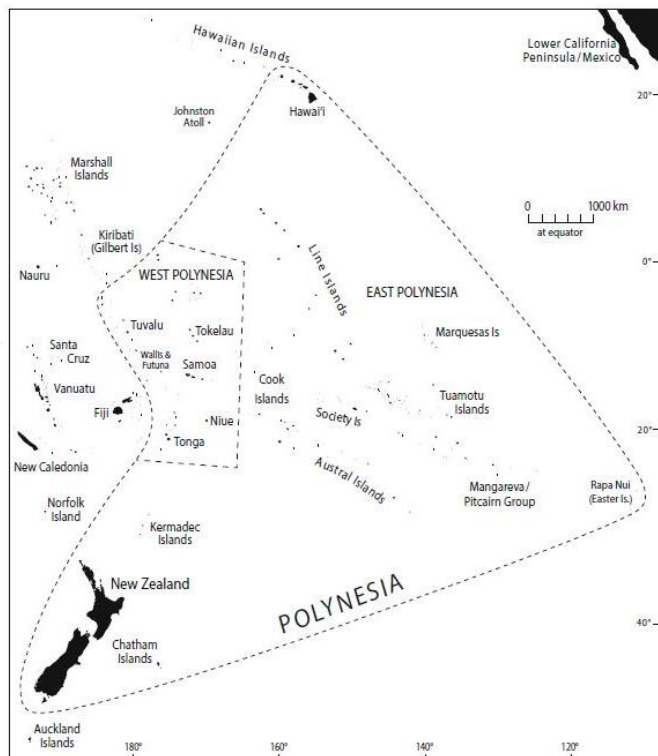 Hawaiian Islands
Lower California
Peninsula/Mexico
20°
Johnston
Atoll
Hawai'i
Marshall
Islands
0
1000 km
at equator
Kiribati
(Gilbert Is)
Line Islands
0°
Nauru
WEST POLYNESIA
EAST POLYNESIA
Tuvalu
Tokelau
Marquesas Is
Santa
Cruz
Wallis &
Futuna
Samoa
Vanuatu
Cook
Islands
Tuamotu
Islands
Fiji
Niue
Society Is
20°
Tonga
New Caledonia
Austral Islands
Mangareva/
Pitcairn Group
Rapa Nui
(Easter Is.)
Norfolk
Island
Kermadec
Islands
New Zealand
POLYNESIA
40°
Chatham
Islands
Auckland
Islands
180°
160°
140°
120°